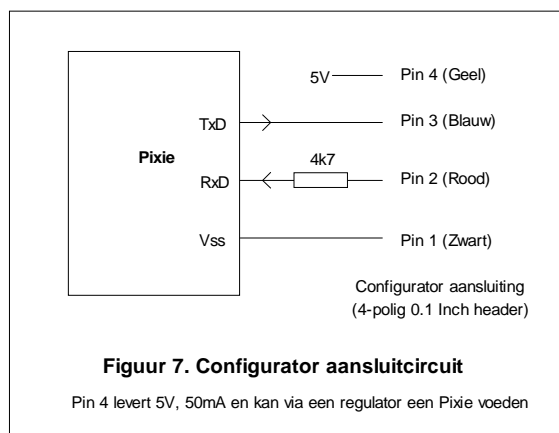 5V
Pin 4 (Geel)
TxD
Pin 3 (Blauw)
Pixie
4k7
RxD
Pin 2 (Rood)
Vss
Pin 1 (Zwart)
Configurator aansluiting
(4-polig 0.1 Inch header)
Figuur 7. Configurator aansluitcircuit
Pin 4 levert 5V, 50mA en kan via een regulator een Pixie voeden